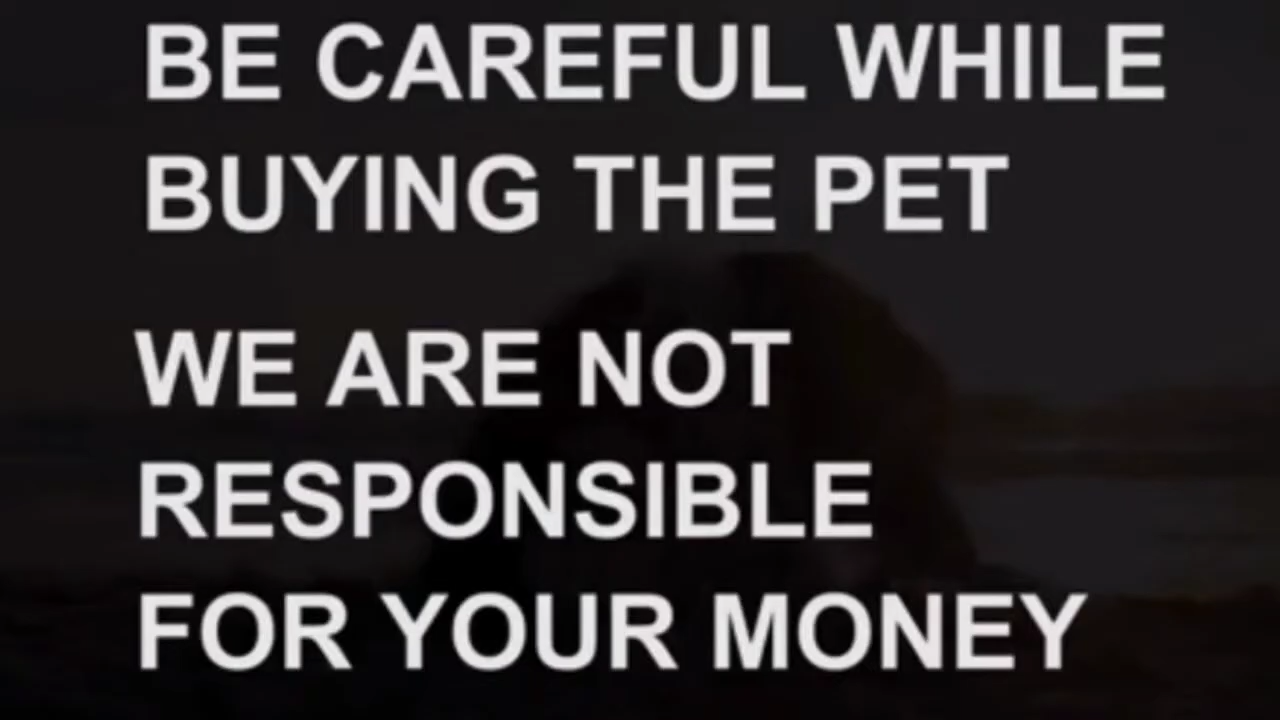 BE CAREFUL WHILE
BUYING THE PET
WE ARE NOT
RESPONSIBLE
FOR YOUR MONEY